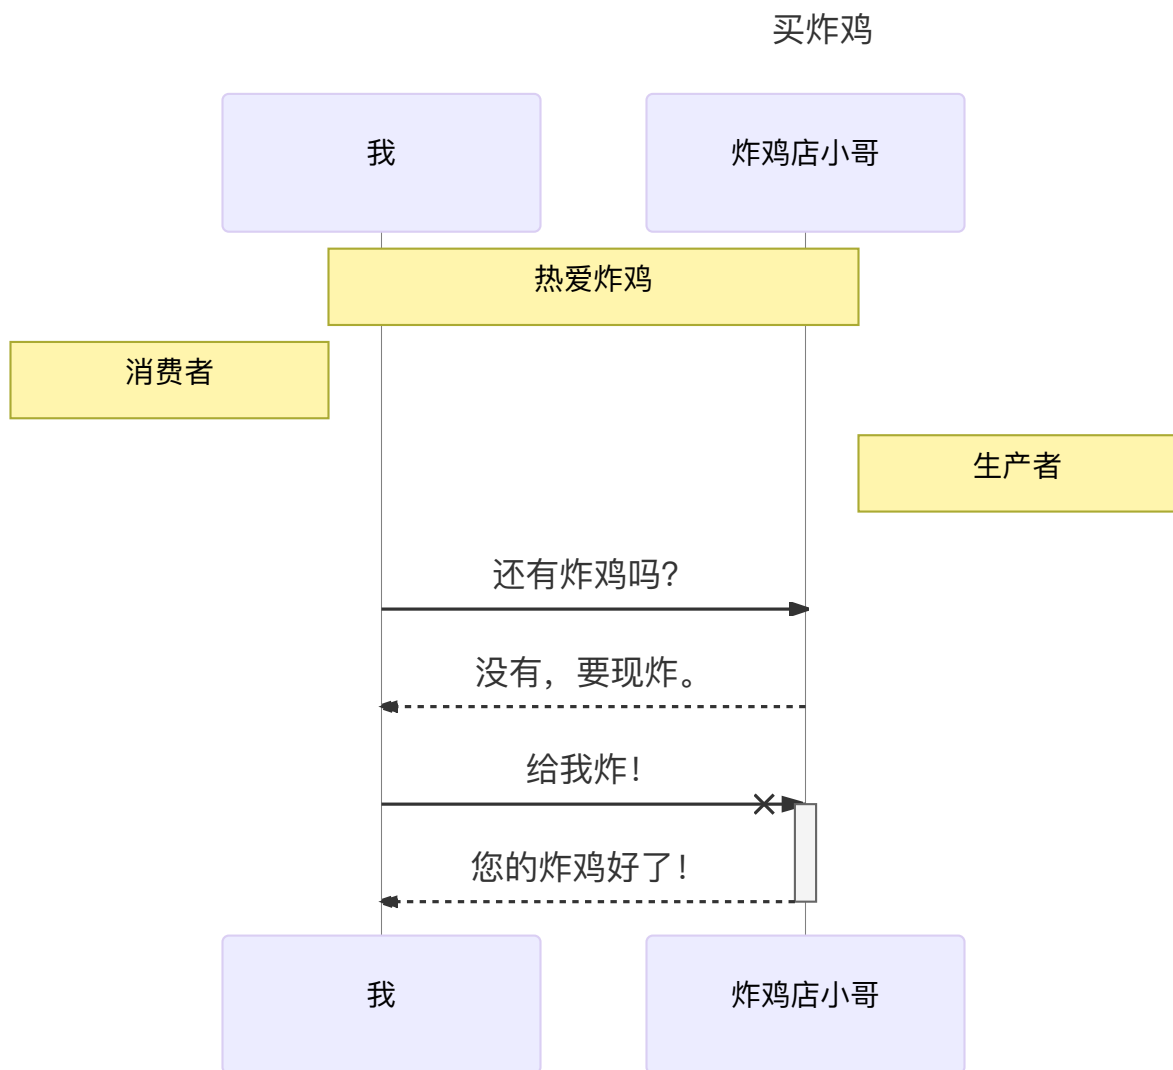 买炸鸡
我
炸鸡店小哥
热爱炸鸡
消费者
生产者
还有炸鸡吗?
没有，要现炸。
给我炸！
您的炸鸡好了！
我
炸鸡店小哥